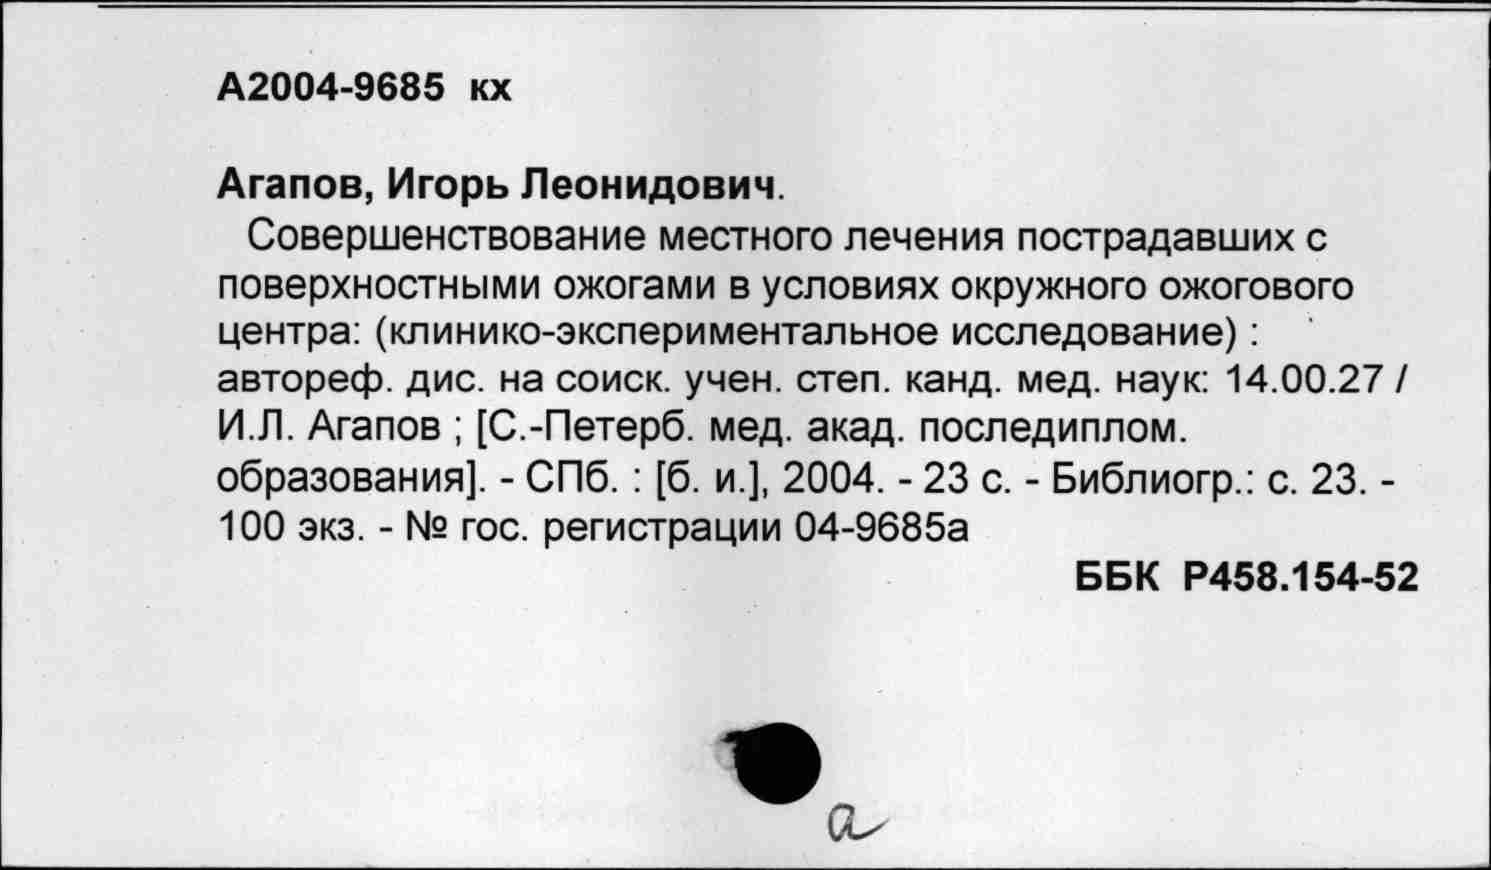 А2004-9685 кх
Агапов, Игорь Леонидович.
Совершенствование местного лечения пострадавших с
поверхностными ожогами в условиях окружного ожогового
центра: (клинико-экспериментальное исследование) :
автореф. дис. на соиск. учен. степ. канд. мед. наук: 14.00.27 /
И.Л. Агапов ; [С.-Петерб. мед. акад. последиплом.
образования]. - СПб. : [б. и.], 2004. - 23 с. - Библиогр.: с. 23. -
100 экз. - № гос. регистрации 04-9685а
ББК Р458.154-52
а